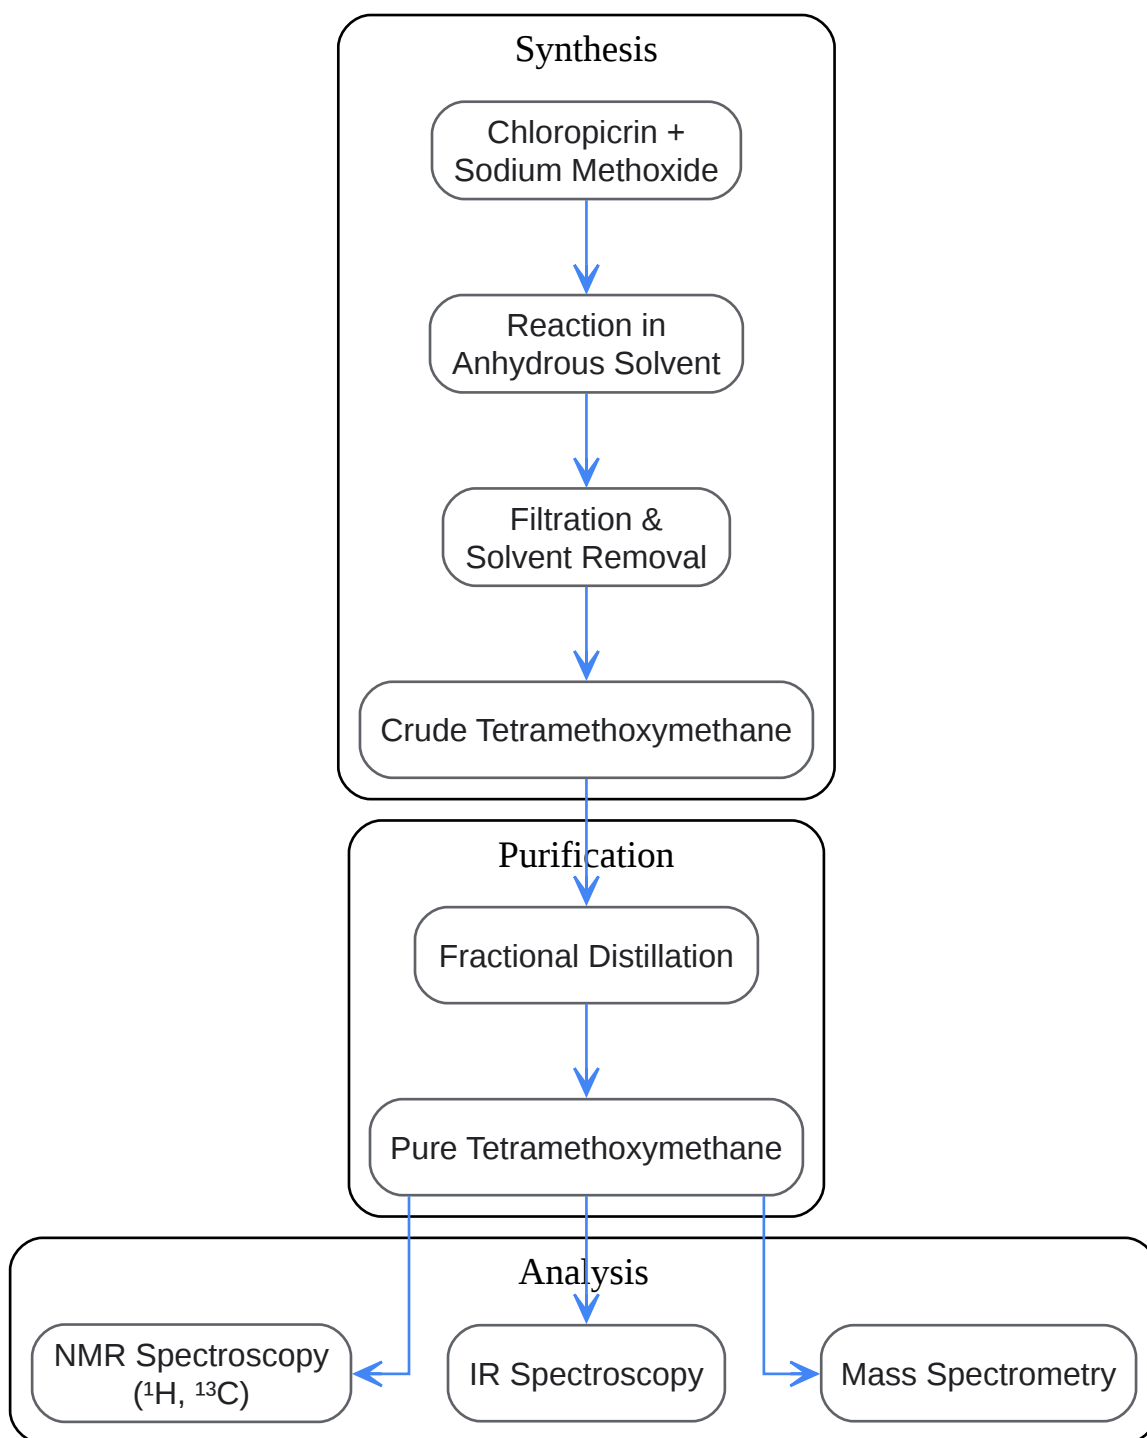 Synthesis
Chloropicrin +
Sodium Methoxide
Reaction in
Anhydrous Solvent
Filtration &
Solvent Removal
Crude Tetramethoxymethane
Purification
Fractional Distillation
Pure Tetramethoxymethane
Analysis
NMR Spectroscopy
(¹H, ¹³C)
IR Spectroscopy
Mass Spectrometry